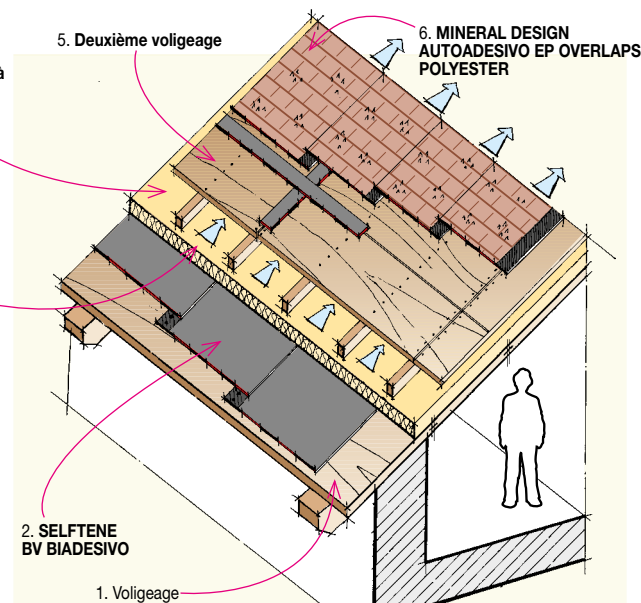 5. Deuxième voligeage
6. MINERAL DESIGN
AUTOADESIVO EP OVERLAPS
POLYESTER
à
2. SELFTENE
BV BIADESIVO
1. Voligeage